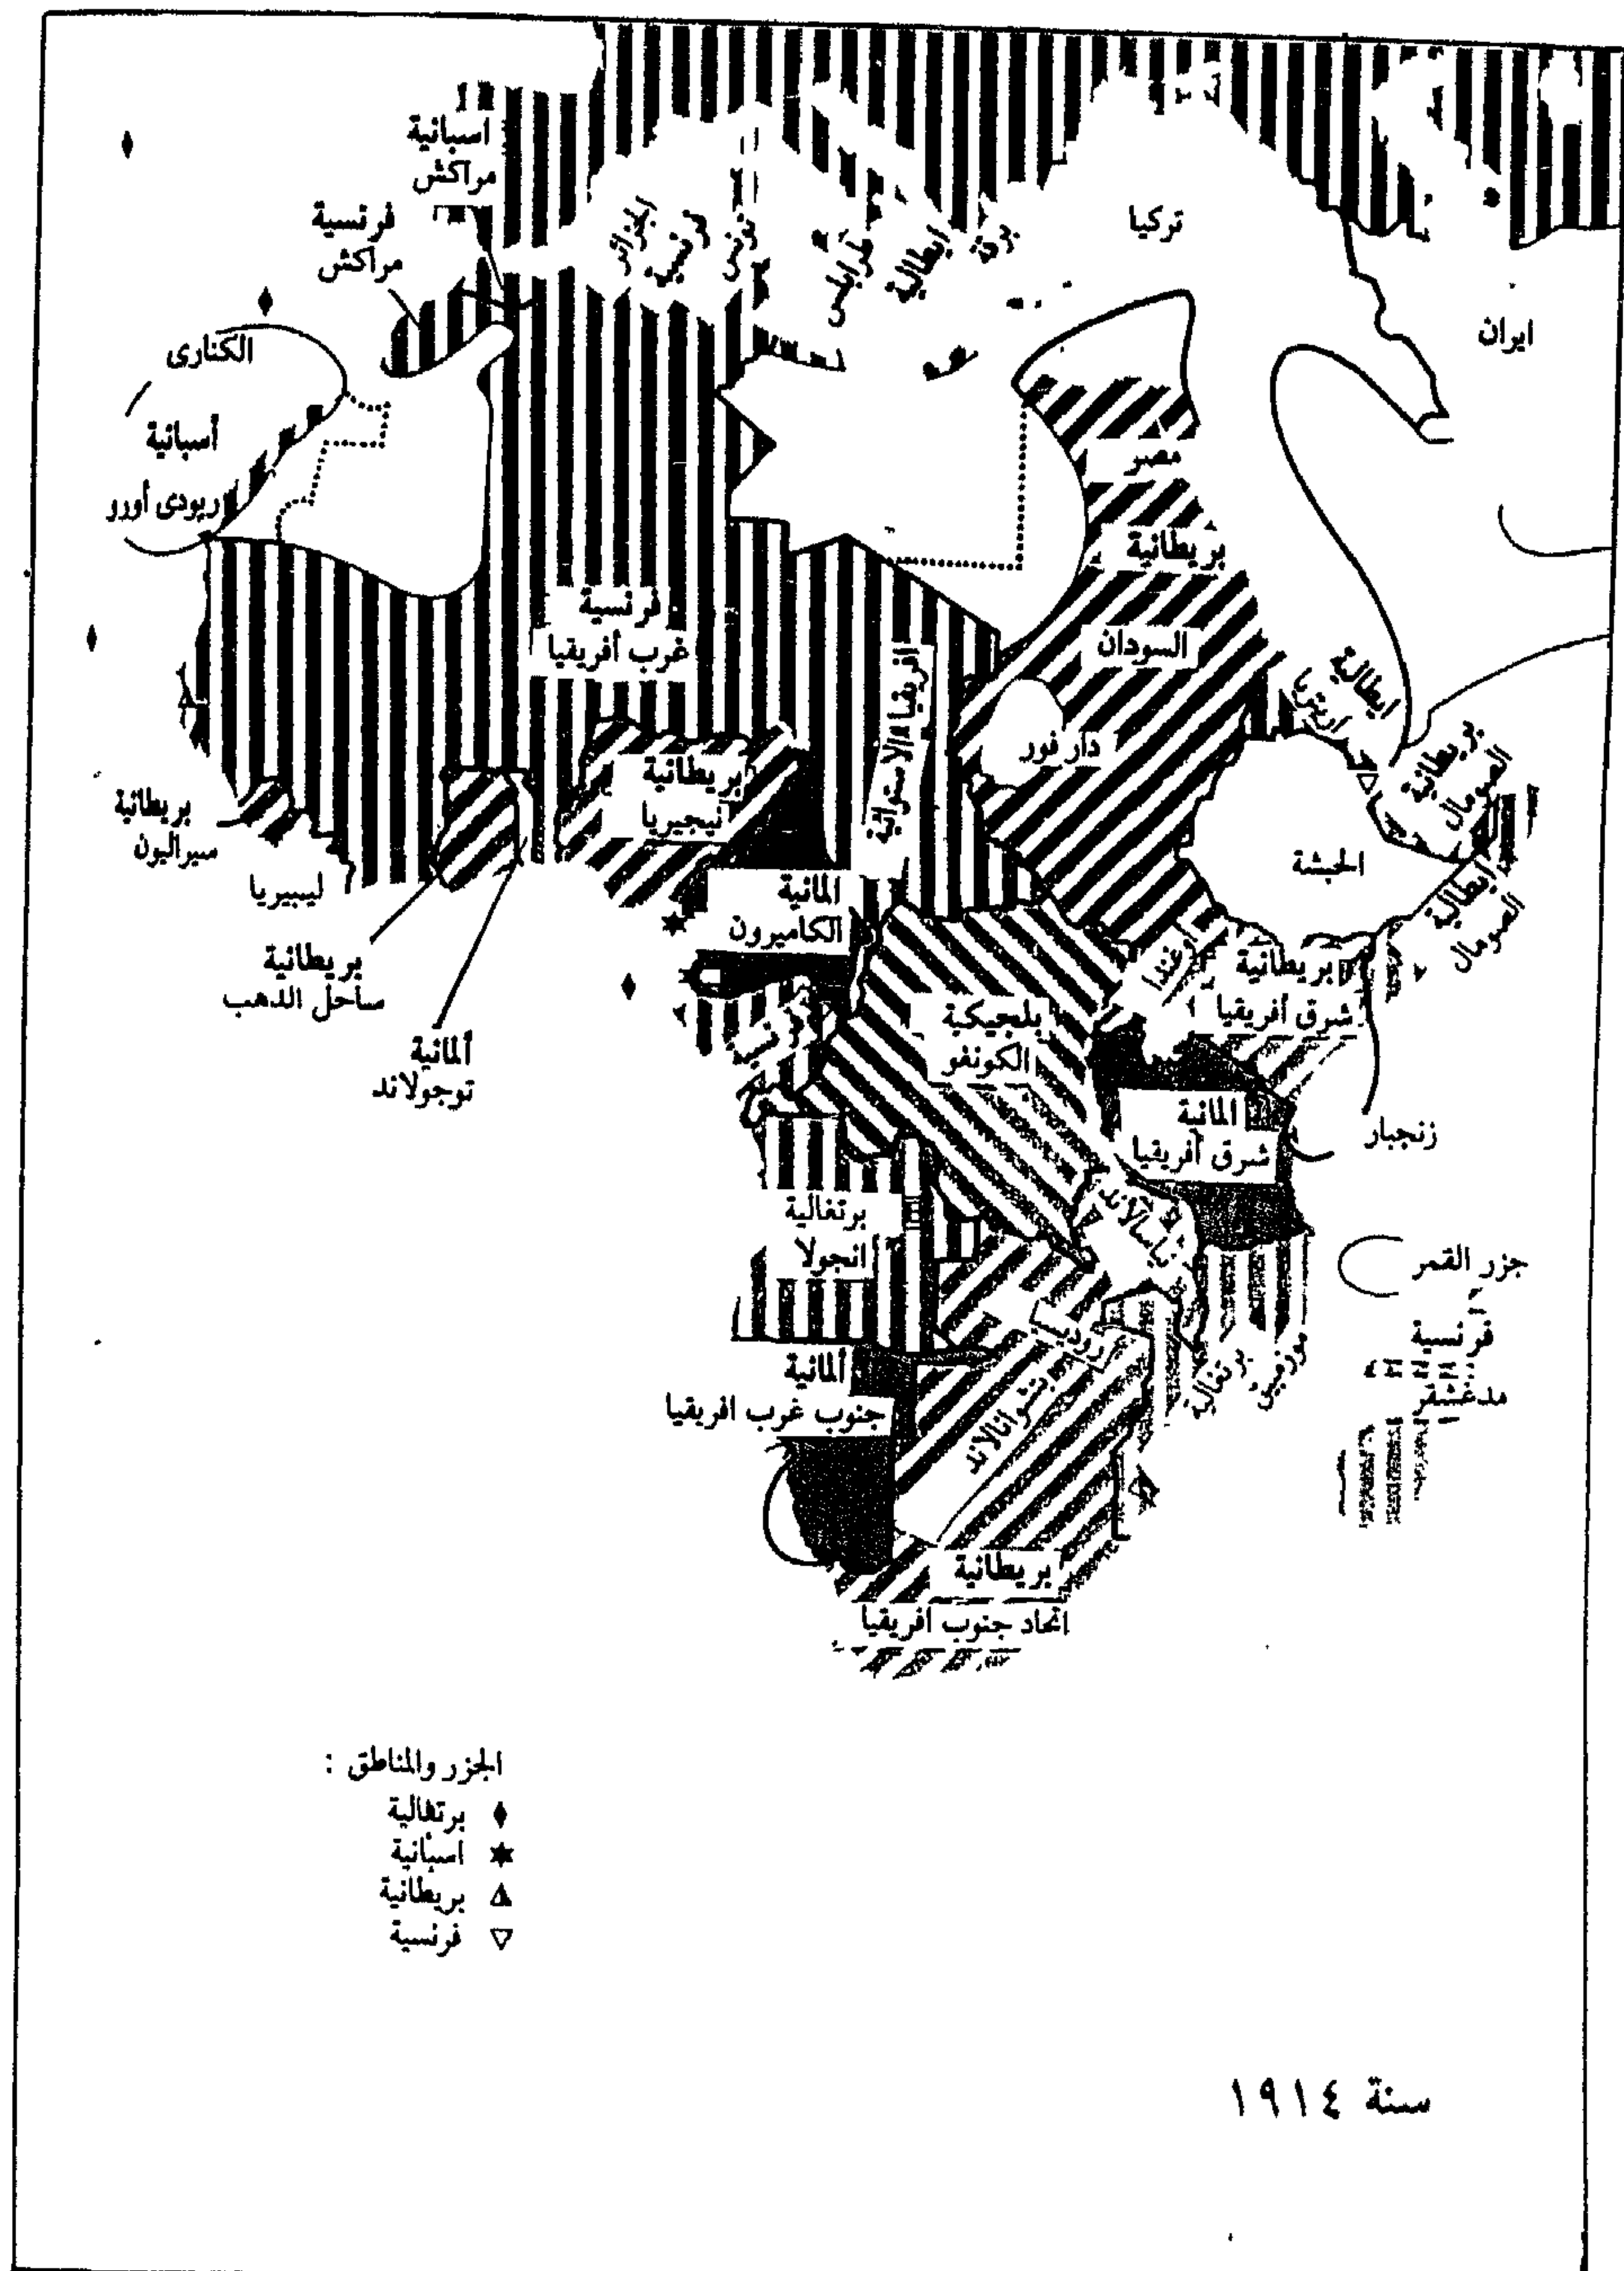 اسبانية
مراكش
فرنسية
مراكش
الجزائر
فرنسية
تونس
طرابلس
ايطالية
برقة
تركيا
ايران
الكنارى
أسبانية
ريودى أورو
مصر
بريطانية
السودان
دار فور
فرنسية
غرب أفريقيا
أفريقيا الاستوائية
ايطالية
اريتريا
بريطانية
الصومال
ايطالية
الصومال
الحبشة
بريطانية
نيجيريا
بريطانية
سيراليون
ليبيريا
بريطانية
ساحل الذهب
ألمانية
توجولاند
المانية
الكاميرون
فرنسية
بلجيكية
الكونغو
اوغندا
بريطانية
شرق أفريقيا
المانية
شرق أفريقيا
زنجبار
برتغالية
انجولا
نياسالاند
جزر القمر
فرنسية
مدغشقر
موزمبيق
برتغالية
ألمانية
جنوب غرب افريقيا
بتشوانالاند
بريطانية
اتحاد جنوب افريقيا
الجزر والمناطق :
♦ برتغالية
★ اسبانية
△ بريطانية
▽ فرنسية
سنة ١٩١٤